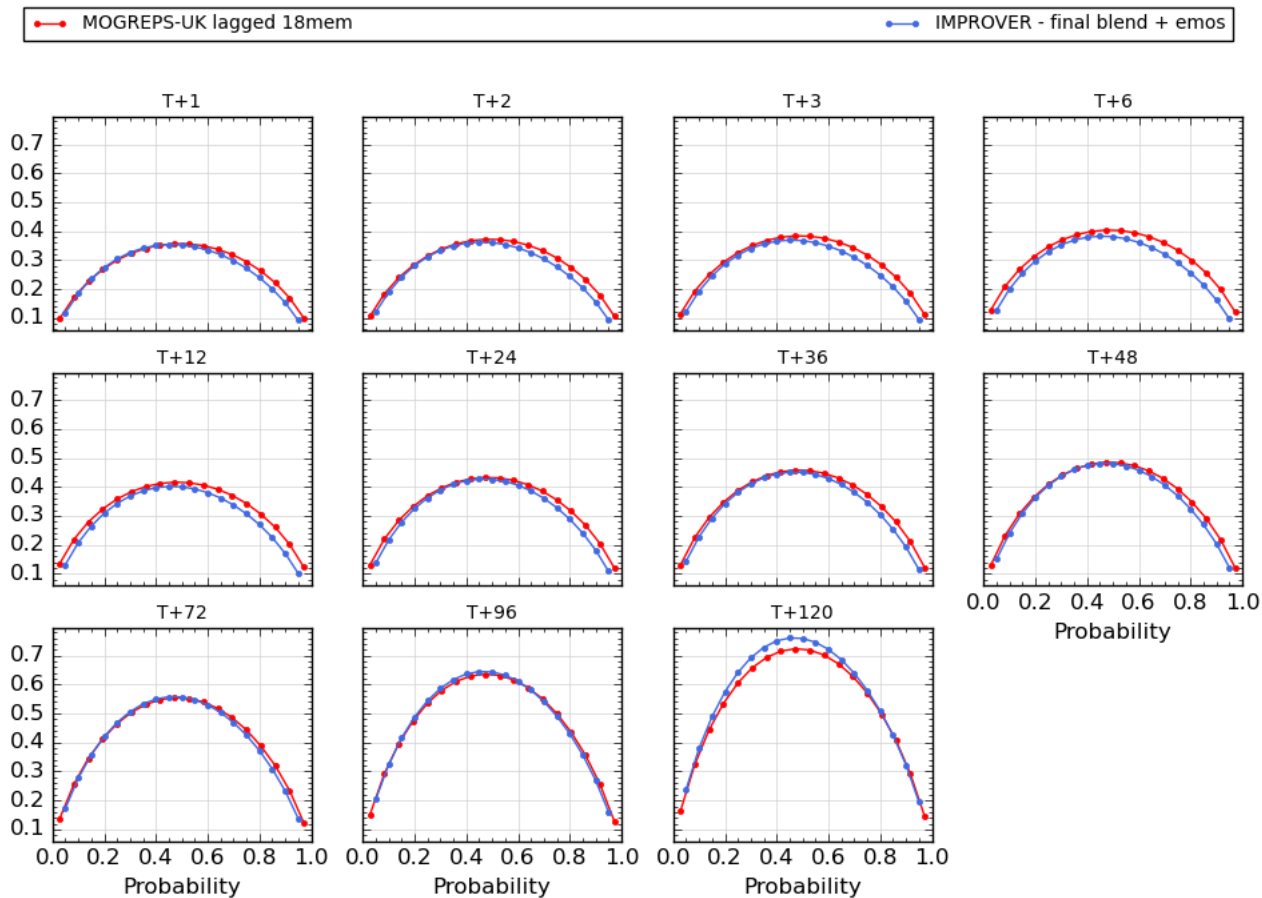 MOGREPS-UK lagged 18mem IMPROVER - final blend + emos
T+1 T+2 T+3 T+6
0.7
0.6
0.5
0.4
0.3
0.2
0.1
T+12 T+24 T+36 T+48
0.7
0.6
0.5
0.4
0.3
0.2
0.1
0.0 0.2 0.4 0.6 0.8 1.0
Probability
T+72 T+96 T+120
0.7
0.6
0.5
0.4
0.3
0.2
0.1
0.0 0.2 0.4 0.6 0.8 1.0 0.0 0.2 0.4 0.6 0.8 1.0 0.0 0.2 0.4 0.6 0.8 1.0
Probability Probability Probability